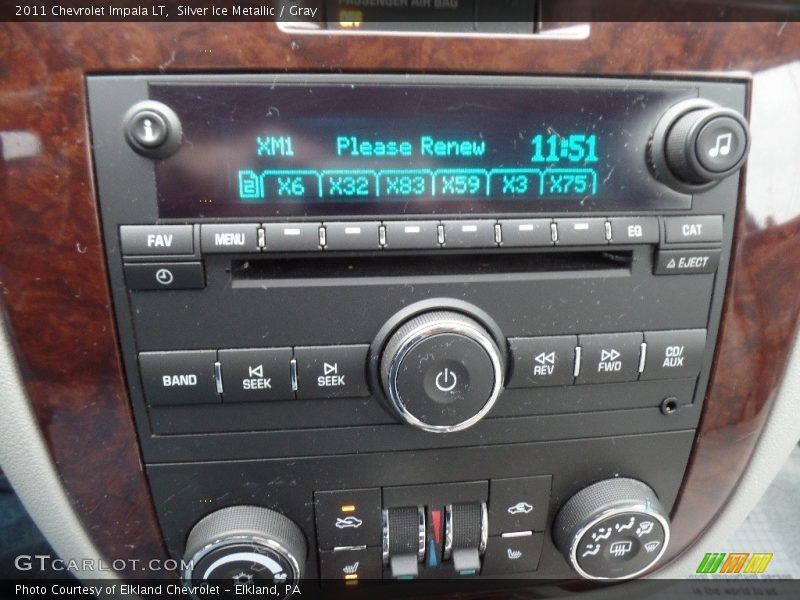 2011 Chevrolet Impala LT, Silver Ice Metallic / Gray
PASSENGER AIR BAG
XM1 Please Renew 11:51
X6 X32 X83 X59 X3 X75
FAV MENU EQ CAT
EJECT
BAND SEEK SEEK REV FWD CD/AUX
GTCARLOT.COM
Photo Courtesy of Elkland Chevrolet - Elkland, PA